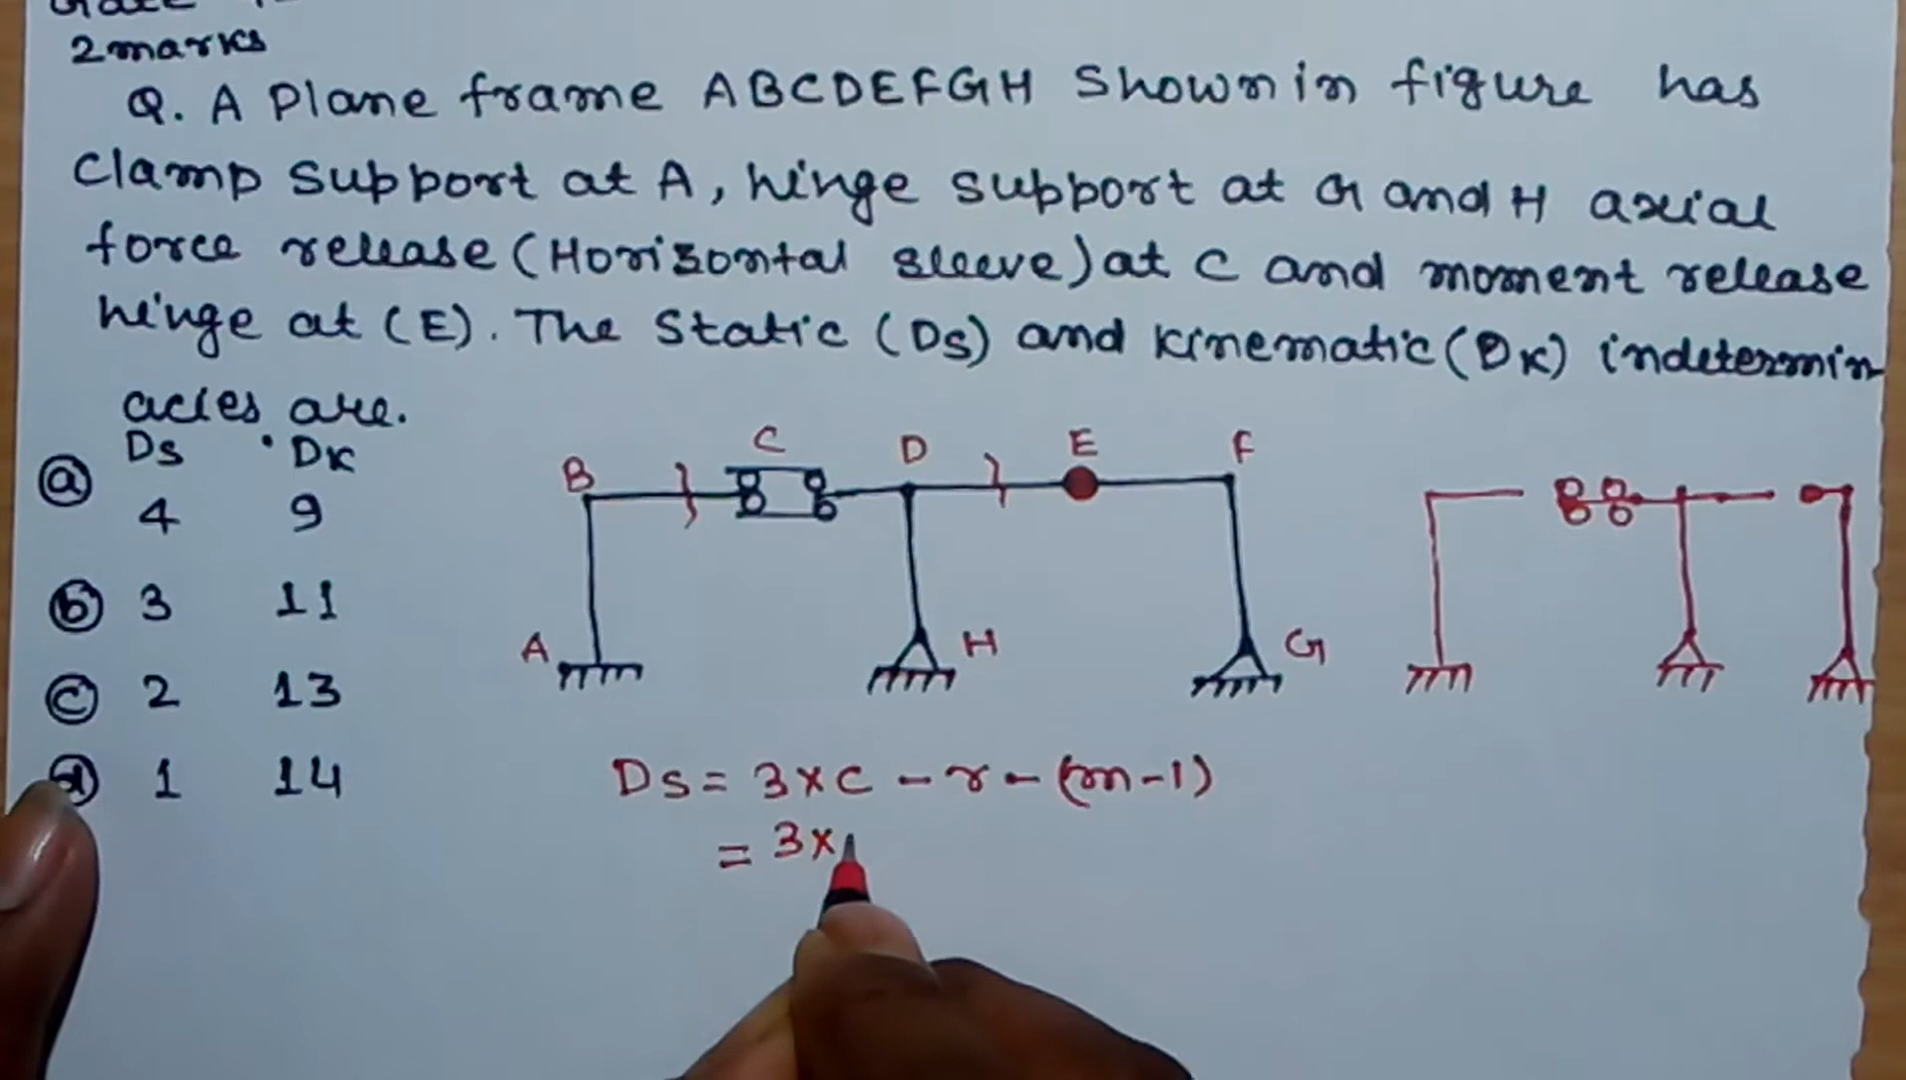 2 marks
Q. A Plane frame ABCDEFGH Shown in figure has
Clamp Support at A, hinge support at G and H axial
force release (Horizontal sleeve) at C and moment release
hinge at (E). The Static (Ds) and kinematic (Dk) indetermin
acies are.
Ds Dk
(a) 4 9
(b) 3 11
(c) 2 13
(d) 1 14
B C D E F
A H G
Ds = 3 x c - r - (m - 1)
= 3 x